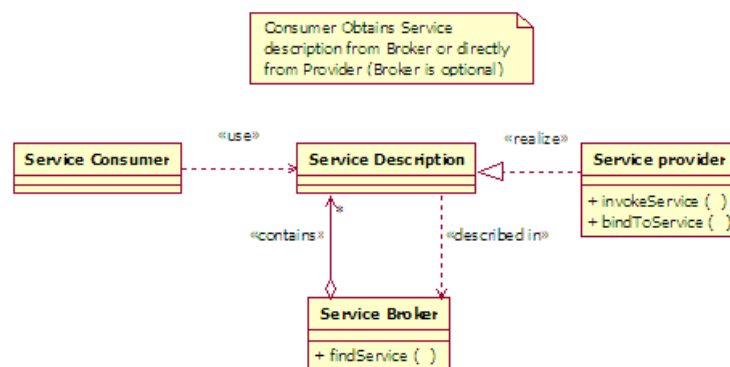 Consumer Obtains Service
description from Broker or directly
from Provider (Broker is optional)
«use»
«realize»
Service Consumer
Service Description
Service provider
+ invokeService ( )
+ bindToService ( )
*
«contains»
«described in»
Service Broker
+ findService ( )